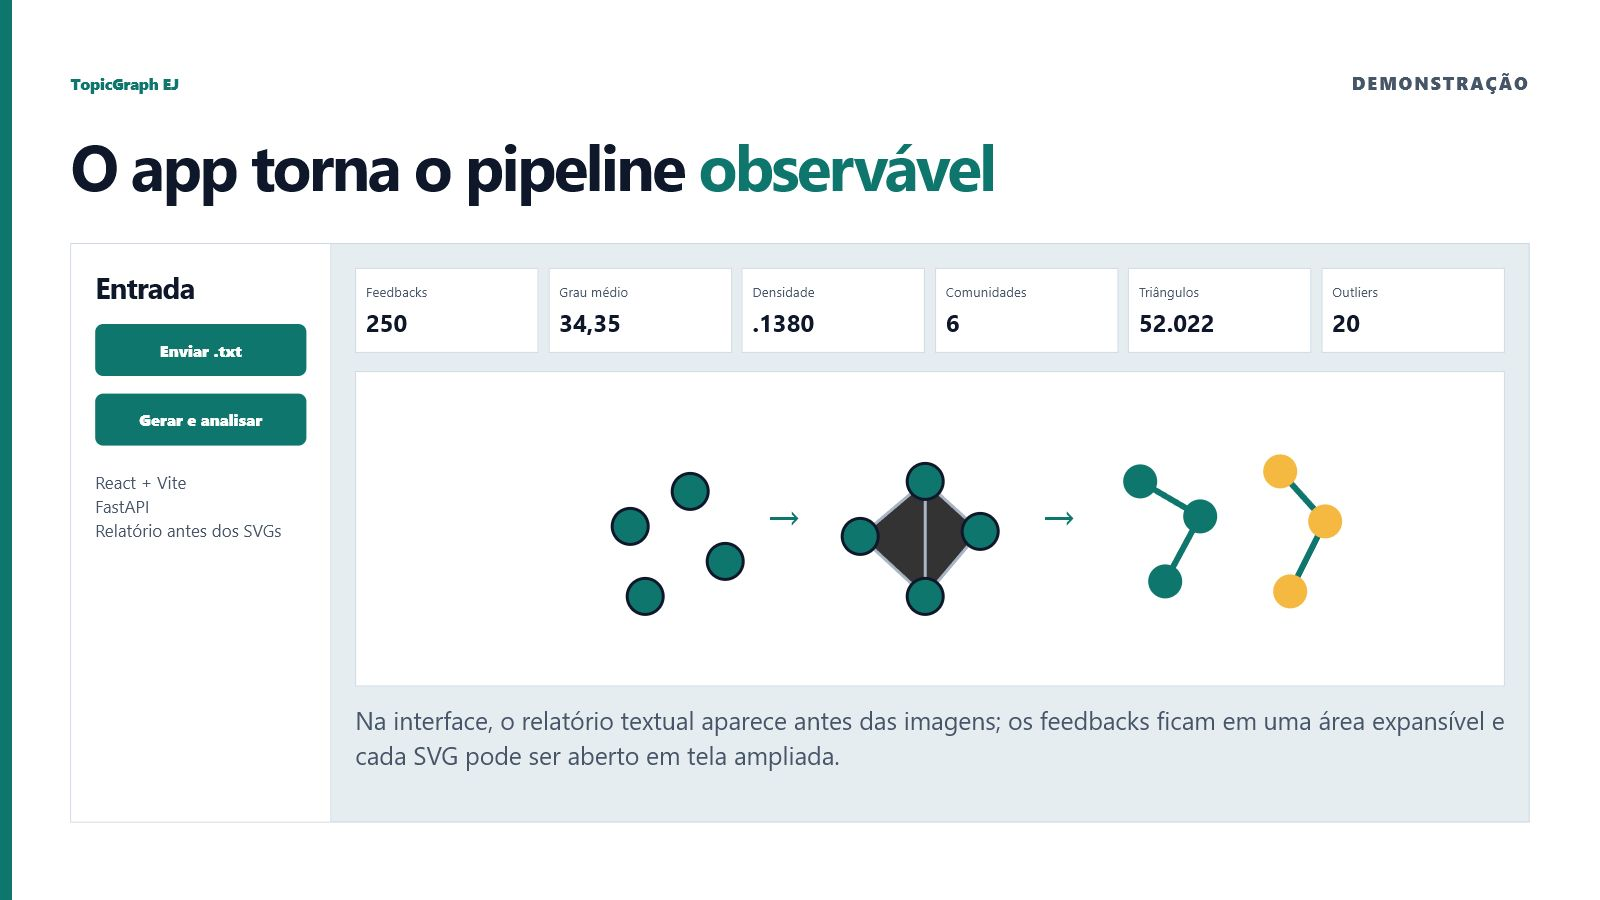 TopicGraph EJ
DEMONSTRAÇÃO
O app torna o pipeline observável
Entrada
Enviar .txt
Gerar e analisar
React + Vite
FastAPI
Relatório antes dos SVGs
Feedbacks
250
Grau médio
34,35
Densidade
.1380
Comunidades
6
Triângulos
52.022
Outliers
20
→
→
Na interface, o relatório textual aparece antes das imagens; os feedbacks ficam em uma área expansível e
cada SVG pode ser aberto em tela ampliada.